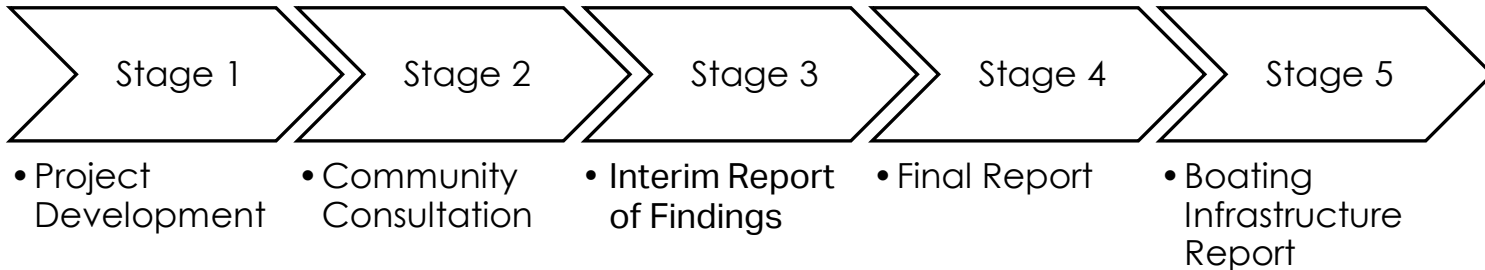 Stage 1
Stage 2
Stage 3
Stage 4
Stage 5
• Project
Development
• Community
Consultation
• Interim Report
of Findings
• Final Report
• Boating
Infrastructure
Report